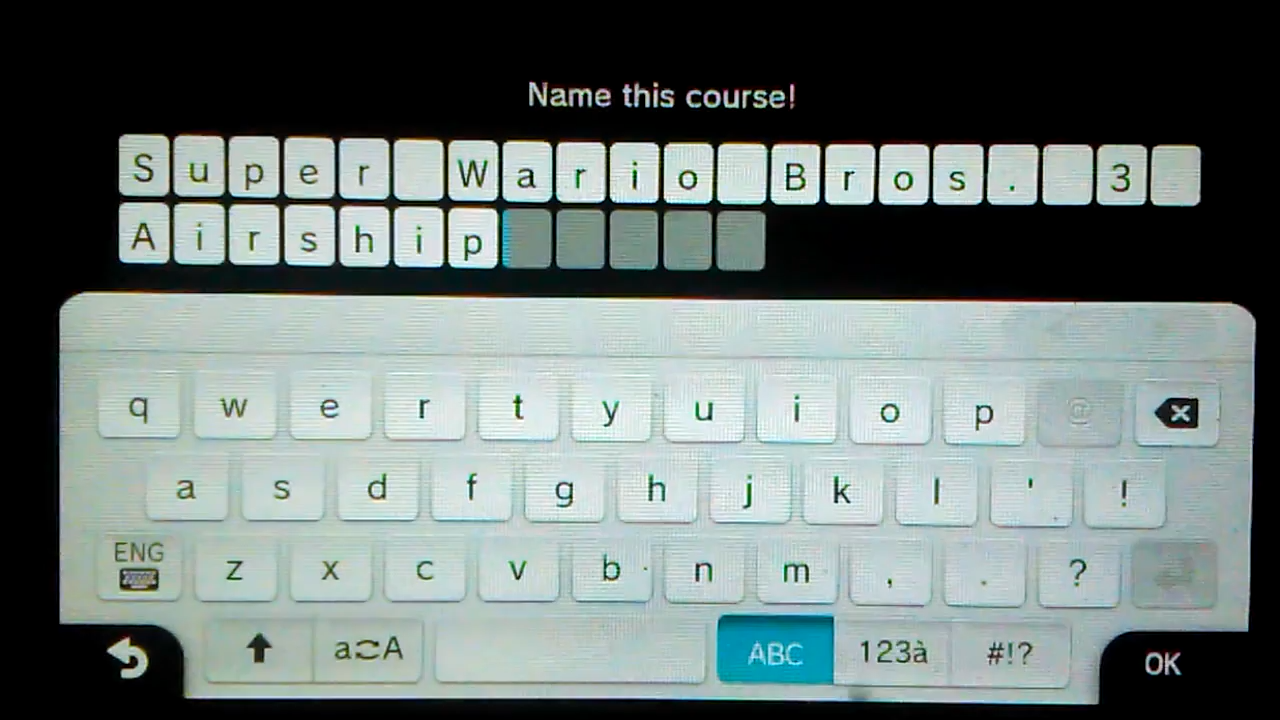 Name this course!
Super Wario Bros. 3
Airship
q w e r t y u i o p @
a s d f g h j k l ' !
ENG z x c v b n m , . ?
a A ABC 123à #!?
OK